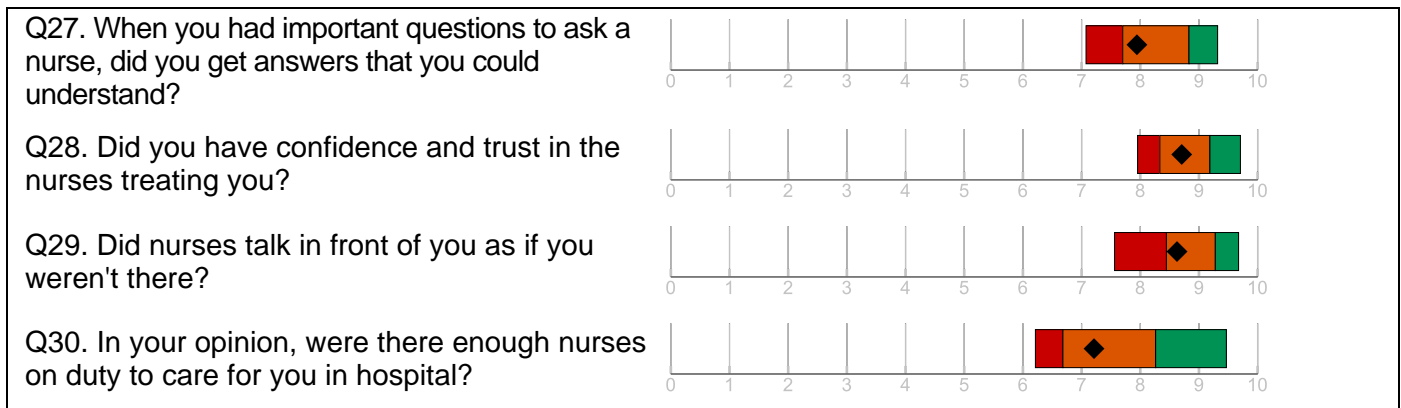 Q27. When you had important questions to ask a
nurse, did you get answers that you could
understand?
0 1 2 3 4 5 6 7 8 9 10
Q28. Did you have confidence and trust in the
nurses treating you?
0 1 2 3 4 5 6 7 8 9 10
Q29. Did nurses talk in front of you as if you
weren't there?
0 1 2 3 4 5 6 7 8 9 10
Q30. In your opinion, were there enough nurses
on duty to care for you in hospital?
0 1 2 3 4 5 6 7 8 9 10